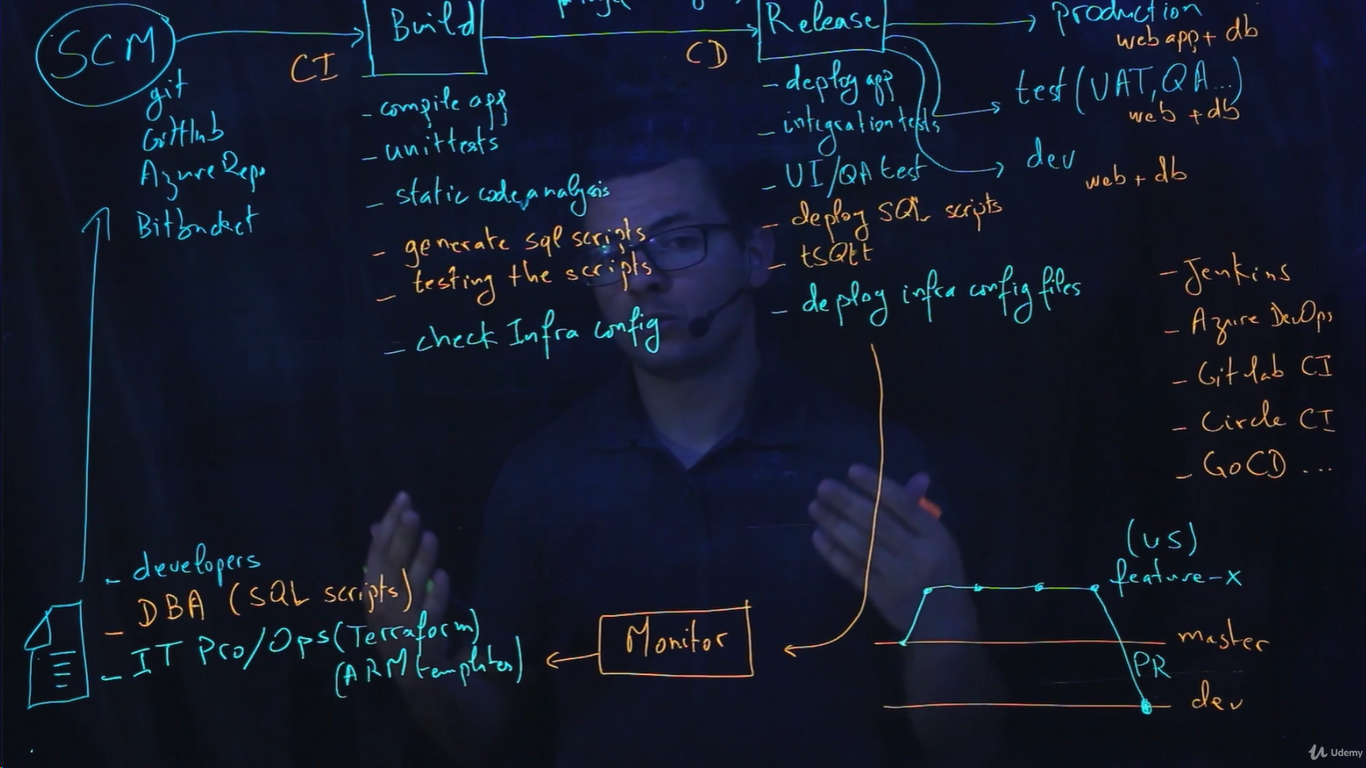 SCM
git
GitHub
Azure Repo
Bitbucket
CI
Build
- compile app
- unit tests
- static code analysis
- generate sql scripts
- testing the scripts
- check Infra config
CD
Release
- deploy app
- integration tests
- UI/QA test
- deploy SQL scripts
- tSQLt
- deploy infra config files
production
web app + db
test (UAT, QA...)
web + db
dev
web + db
- Jenkins
- Azure DevOps
- Gitlab CI
- Circle CI
- GoCD ...
- developers
- DBA (SQL scripts)
- IT Pro/Ops (Terraform)
(ARM templates)
Monitor
(US)
feature-x
master
PR
dev
Udemy